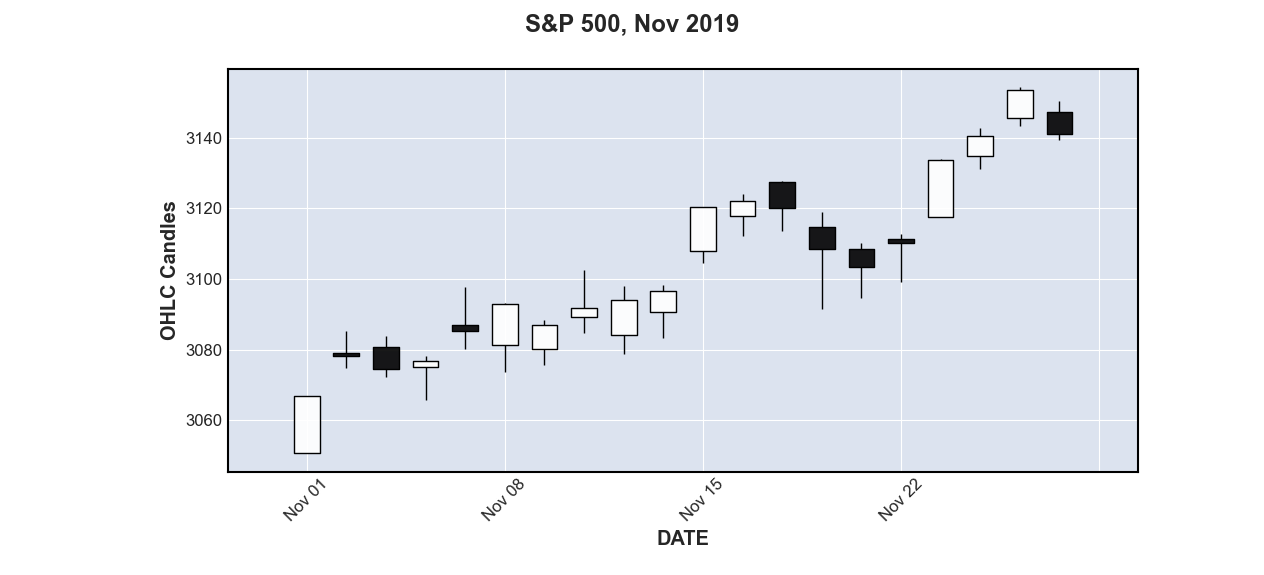 S&P 500, Nov 2019
OHLC Candles
3140
3120
3100
3080
3060
Nov 01
Nov 08
Nov 15
Nov 22
DATE